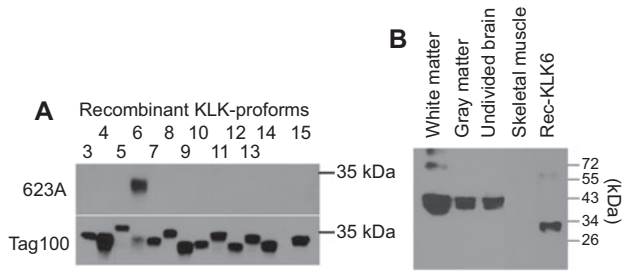 A
Recombinant KLK-proforms
4 6 8 10 12 14 15
3 5 7 9 11 13
623A
35 kDa
Tag100
35 kDa
B
White matter
Gray matter
Undivided brain
Skeletal muscle
Rec-KLK6
72
55
43
34
26
(kDa)